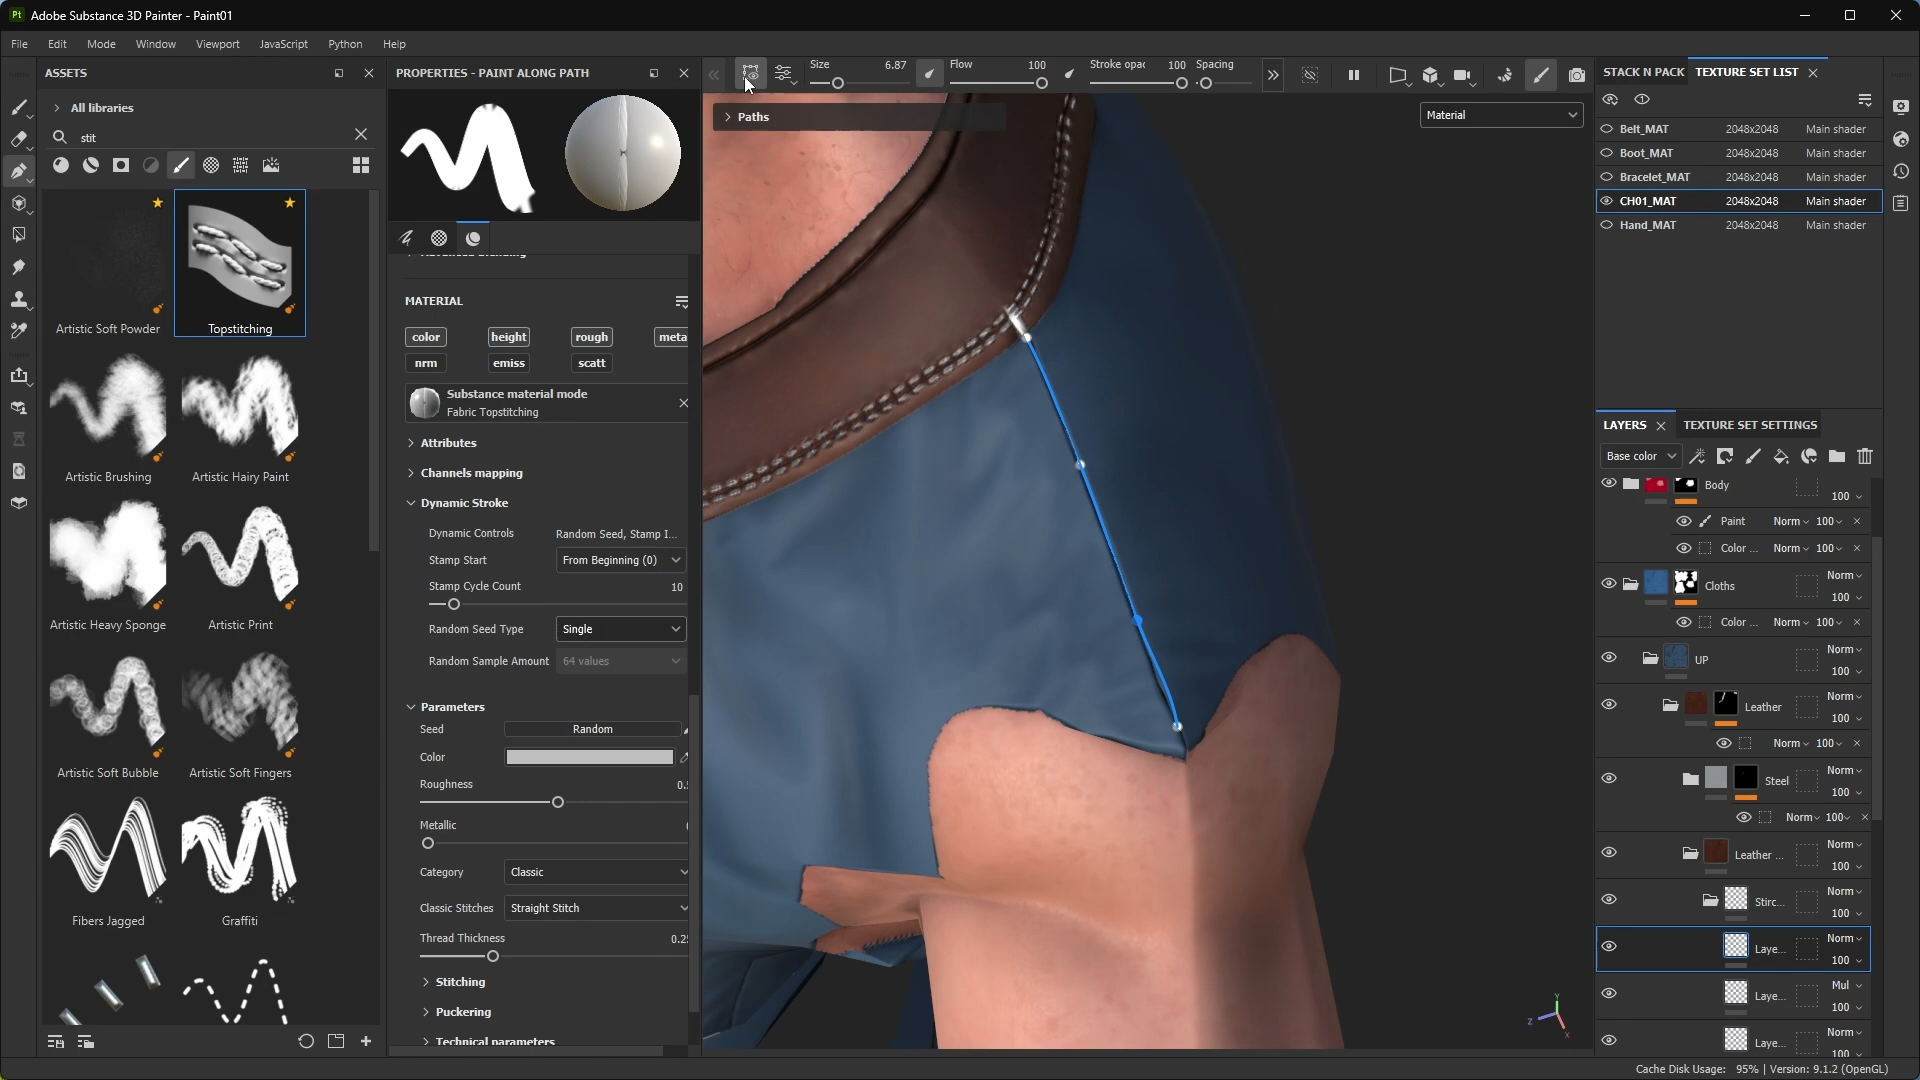 Pt Adobe Substance 3D Painter - Paint01
File Edit Mode Window Viewport JavaScript Python Help
ASSETS
All libraries
stit
Artistic Soft Powder
Topstitching
Artistic Brushing
Artistic Hairy Paint
Artistic Heavy Sponge
Artistic Print
Artistic Soft Bubble
Artistic Soft Fingers
Fibers Jagged
Graffiti
PROPERTIES - PAINT ALONG PATH
MATERIAL
color height rough meta
nrm emiss scatt
Substance material mode
Fabric Topstitching
Attributes
Channels mapping
Dynamic Stroke
Dynamic Controls Random Seed, Stamp I...
Stamp Start From Beginning (0)
Stamp Cycle Count 10
Random Seed Type Single
Random Sample Amount 64 values
Parameters
Seed Random
Color
Roughness 0.5
Metallic
Category Classic
Classic Stitches Straight Stitch
Thread Thickness 0.25
Stitching
Puckering
Technical parameters
Size 6.87 Flow 100 Stroke opac 100 Spacing
Paths
Material
Y
Z
X
STACK N PACK TEXTURE SET LIST
Belt_MAT 2048x2048 Main shader
Boot_MAT 2048x2048 Main shader
Bracelet_MAT 2048x2048 Main shader
CH01_MAT 2048x2048 Main shader
Hand_MAT 2048x2048 Main shader
LAYERS TEXTURE SET SETTINGS
Base color
Body 100
Paint Norm 100
Color ... Norm 100
Cloths Norm 100
Color ... Norm 100
UP Norm 100
Leather Norm 100
Norm 100
Steel Norm 100
Norm 100
Leather ... Norm 100
Stirc... Norm 100
Laye... Norm 100
Laye... Mul 100
Laye... Norm 100
Cache Disk Usage: 95% | Version: 9.1.2 (OpenGL)